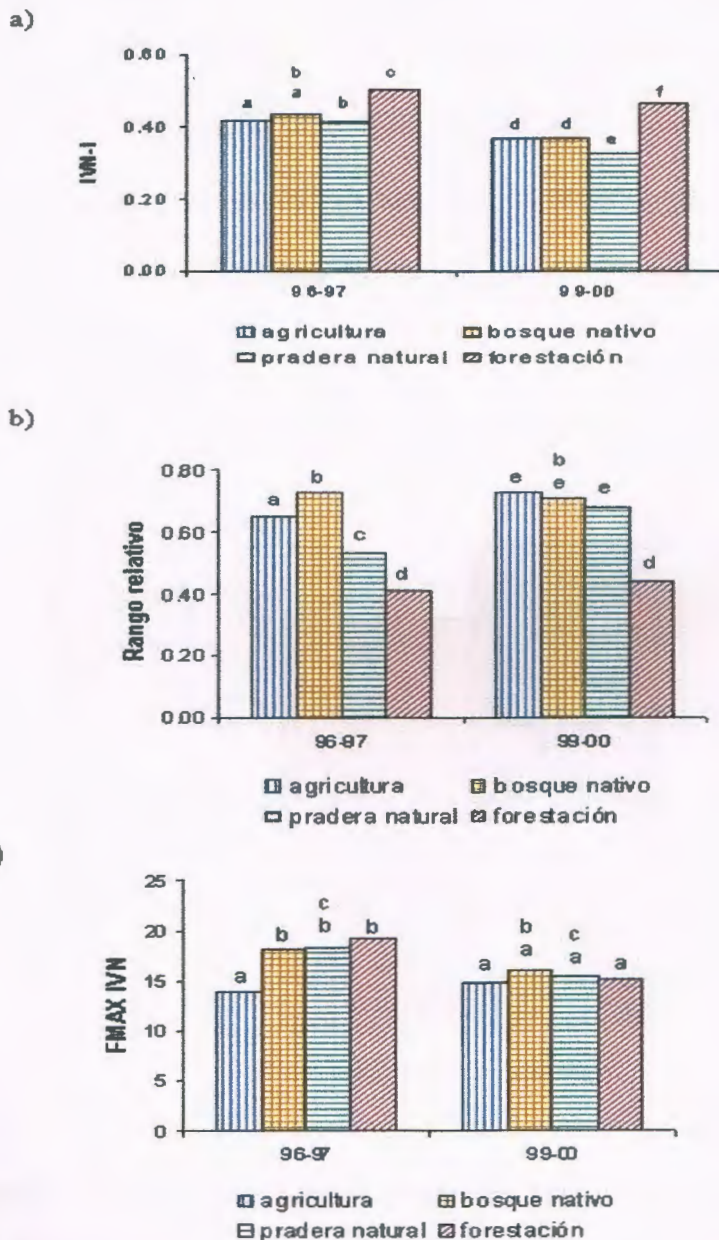 a)
0.60
0.40
0.20
0.00
IVN-I
a
b
a
b
c
d
d
e
f
96-97
99-00
agricultura
bosque nativo
pradera natural
forestación
b)
0.80
0.60
0.40
0.20
0.00
Rango relativo
a
b
c
d
e
b
e
e
d
96-97
99-00
agricultura
bosque nativo
pradera natural
forestación
)
25
20
15
10
5
0
FMAX IVN
a
b
c
b
b
a
b
a
c
a
a
96-97
99-00
agricultura
bosque nativo
pradera natural
forestación